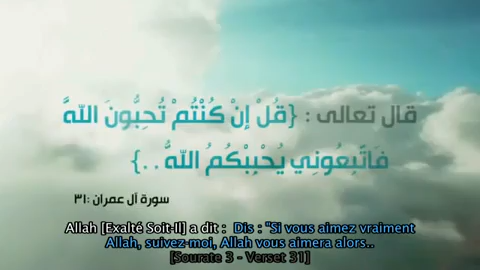 قال تعالى : {قُلْ إِنْ كُنْتُمْ تُحِبُّونَ اللَّهَ
فَاتَّبِعُونِي يُحْبِبْكُمُ اللَّهُ ..}
سورة آل عمران :٣١
Allah [Exalté Soit-Il] a dit : Dis : "Si vous aimez vraiment
Allah, suivez-moi, Allah vous aimera alors..
[Sourate 3 - Verset 31]